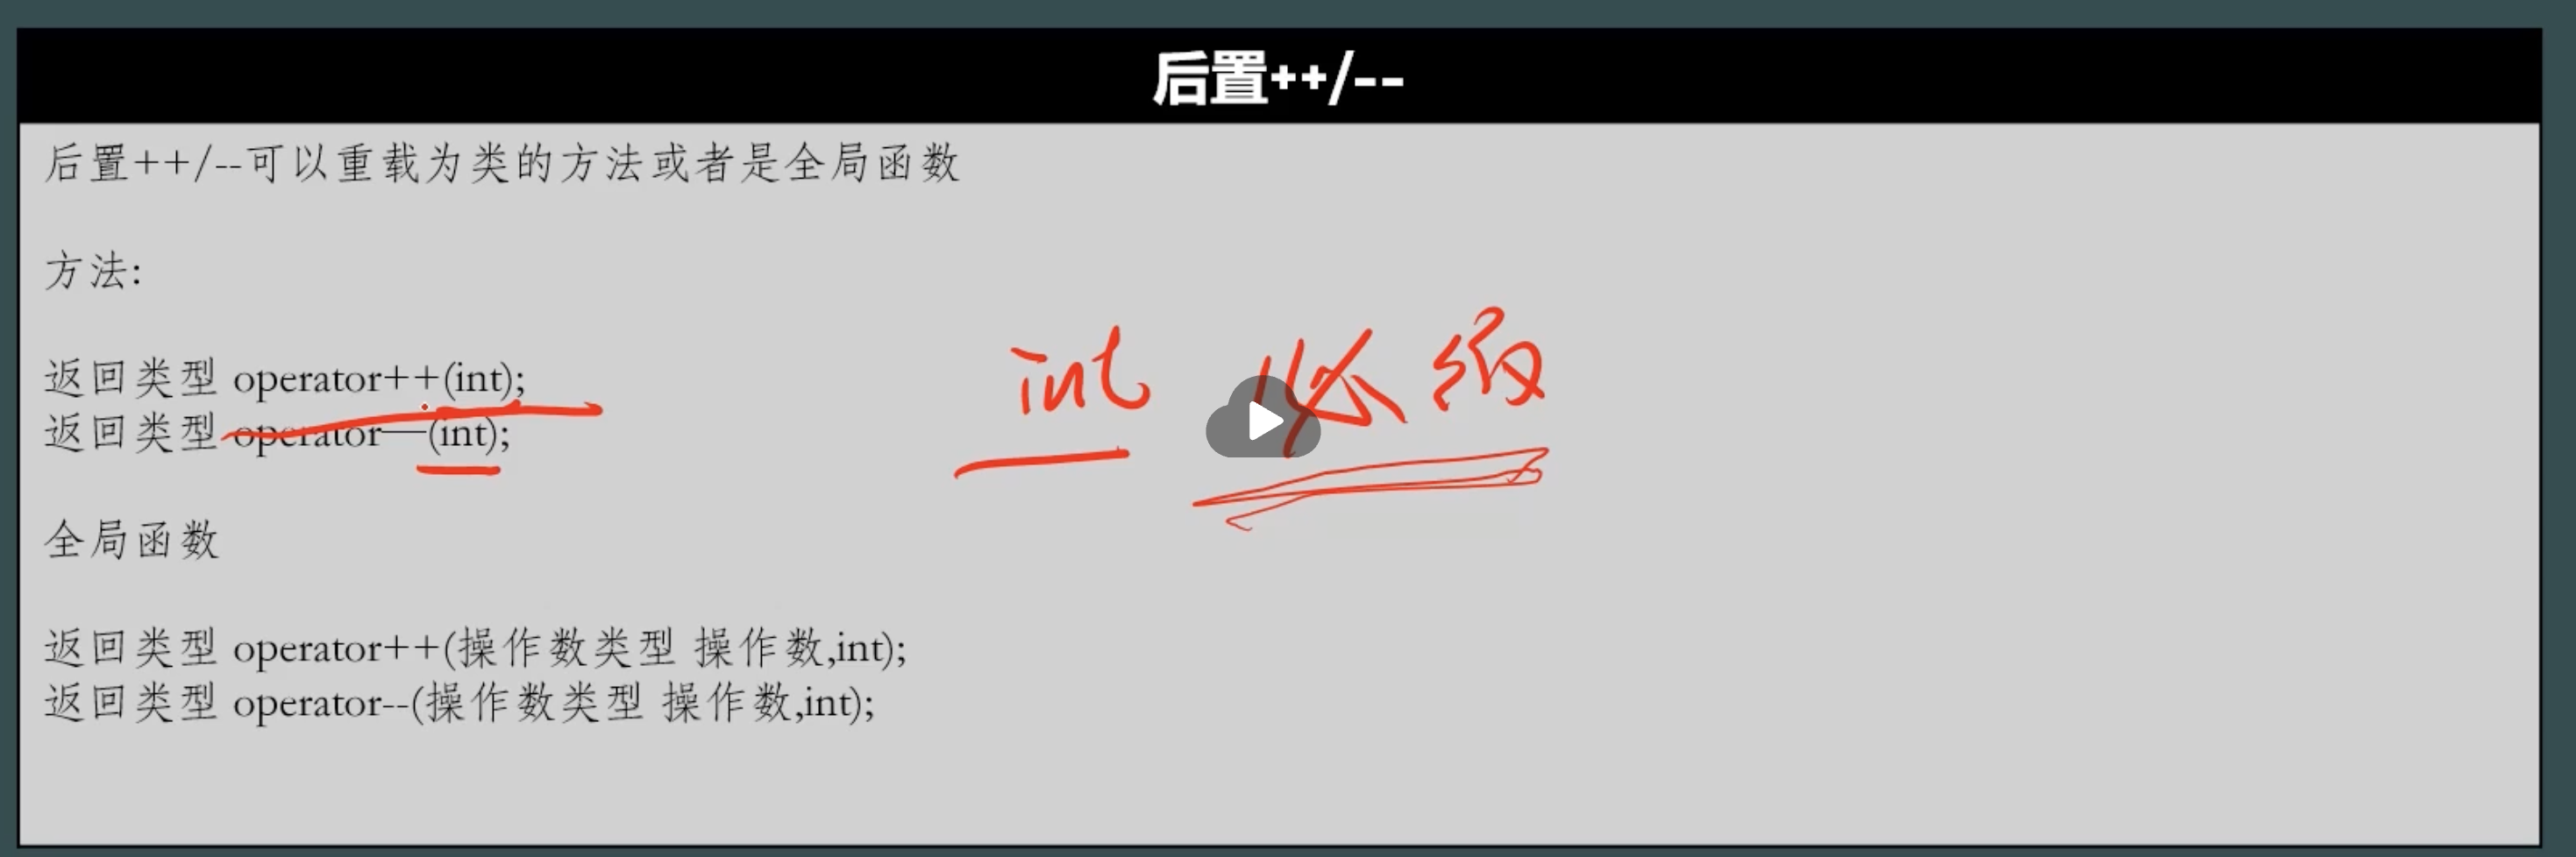 后置++/--
后置++/--可以重载为类的方法或者是全局函数
方法:
返回类型 operator++(int);
返回类型 operator—(int);
int
全局函数
返回类型 operator++(操作数类型 操作数,int);
返回类型 operator--(操作数类型 操作数,int);